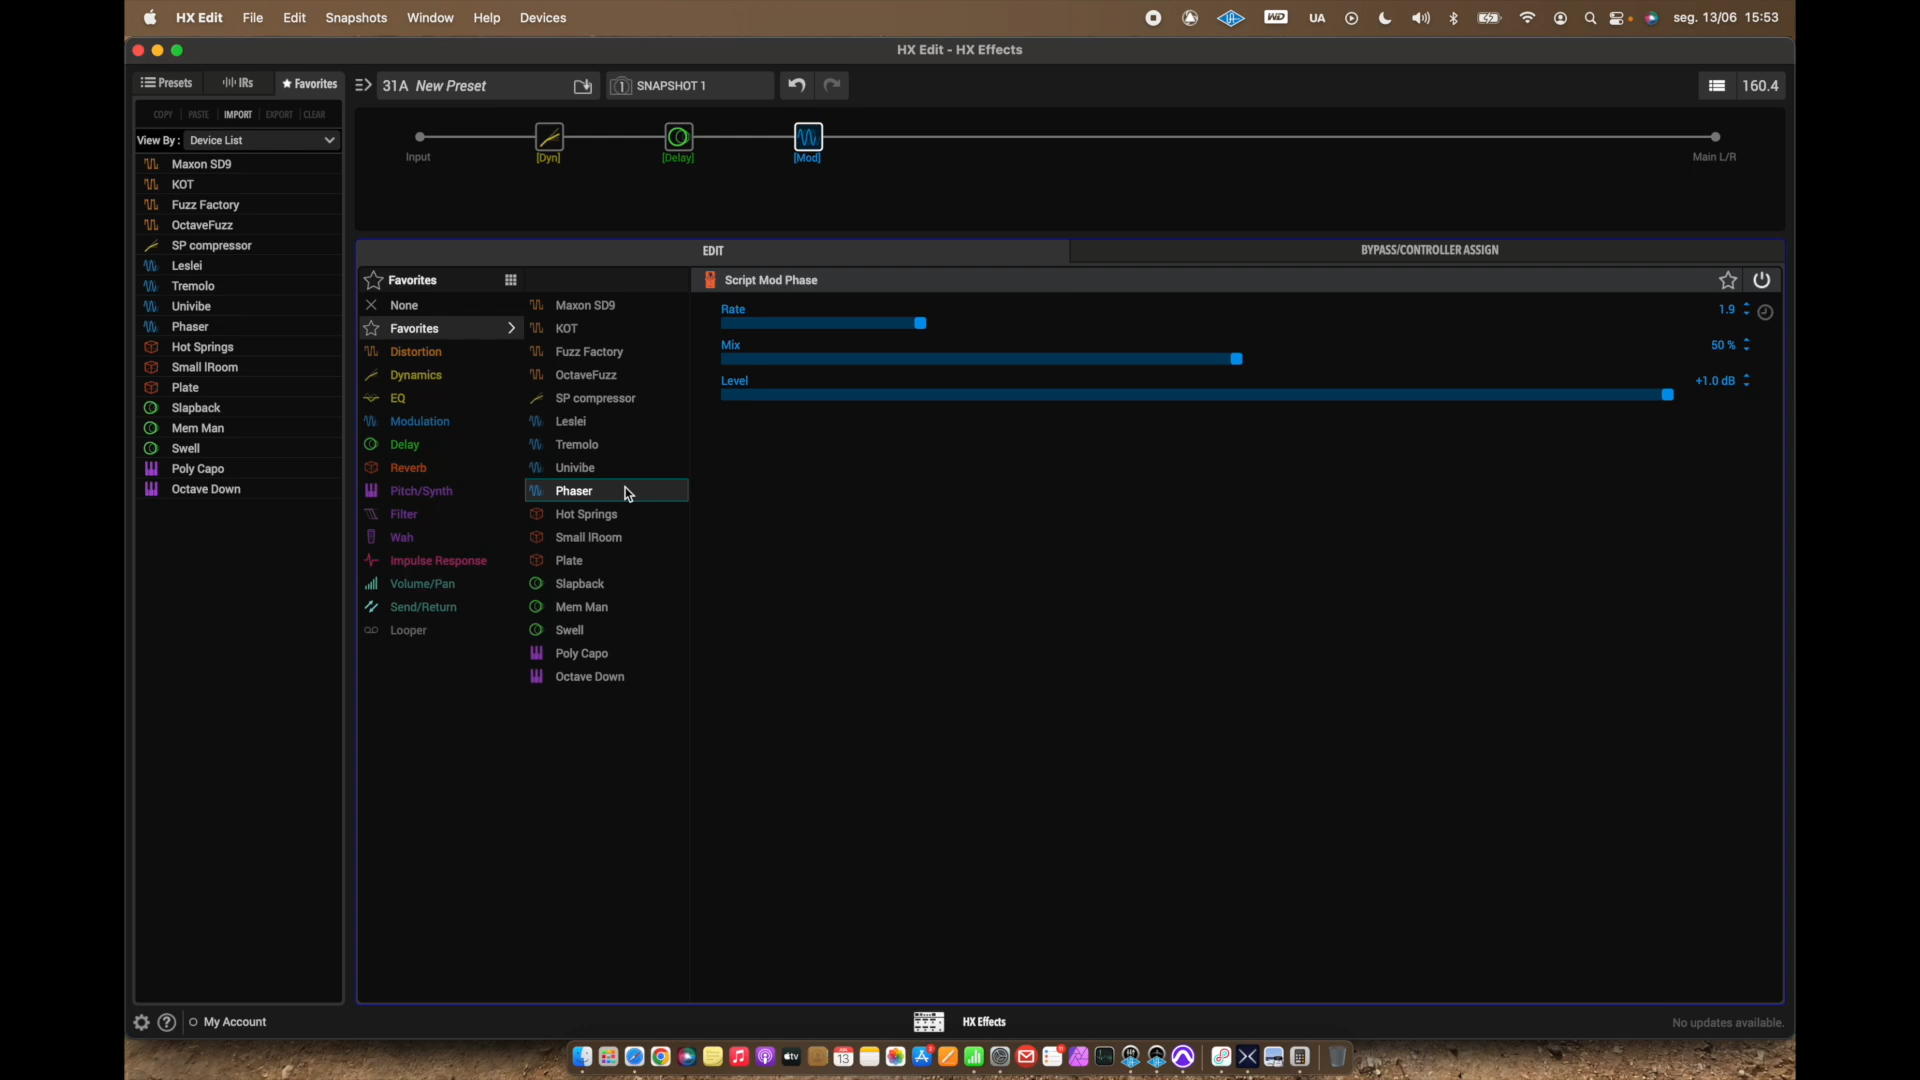 HX Edit File Edit Snapshots Window Help Devices
WD UA seg. 13/06 15:53
HX Edit - HX Effects
Presets IRs Favorites
31A New Preset
1 SNAPSHOT 1
160.4
COPY PASTE IMPORT EXPORT CLEAR
View By : Device List
Maxon SD9
KOT
Fuzz Factory
OctaveFuzz
SP compressor
Leslei
Tremolo
Univibe
Phaser
Hot Springs
Small lRoom
Plate
Slapback
Mem Man
Swell
Poly Capo
Octave Down
Input
[Dyn]
[Delay]
[Mod]
Main L/R
EDIT
BYPASS/CONTROLLER ASSIGN
Favorites
None
Favorites
Distortion
Dynamics
EQ
Modulation
Delay
Reverb
Pitch/Synth
Filter
Wah
Impulse Response
Volume/Pan
Send/Return
Looper
Maxon SD9
KOT
Fuzz Factory
OctaveFuzz
SP compressor
Leslei
Tremolo
Univibe
Phaser
Hot Springs
Small lRoom
Plate
Slapback
Mem Man
Swell
Poly Capo
Octave Down
Script Mod Phase
Rate 1.9
Mix 50 %
Level +1.0 dB
My Account
HX Effects
No updates available.
tv
13